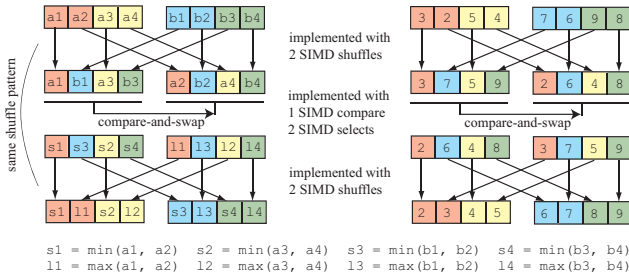 a1 a2 a3 a4 b1 b2 b3 b4
implemented with
2 SIMD shuffles
3 2 5 4 7 6 9 8
a1 b1 a3 b3 a2 b2 a4 b4
3 7 5 9 2 6 4 8
same shuffle pattern
compare-and-swap
implemented with
1 SIMD compare
2 SIMD selects
compare-and-swap
s1 s3 s2 s4 l1 l3 l2 l4
implemented with
2 SIMD shuffles
2 6 4 8 3 7 5 9
s1 l1 s2 l2 s3 l3 s4 l4
2 3 4 5 6 7 8 9
s1 = min(a1, a2) s2 = min(a3, a4) s3 = min(b1, b2) s4 = min(b3, b4)
l1 = max(a1, a2) l2 = max(a3, a4) l3 = max(b1, b2) l4 = max(b3, b4)